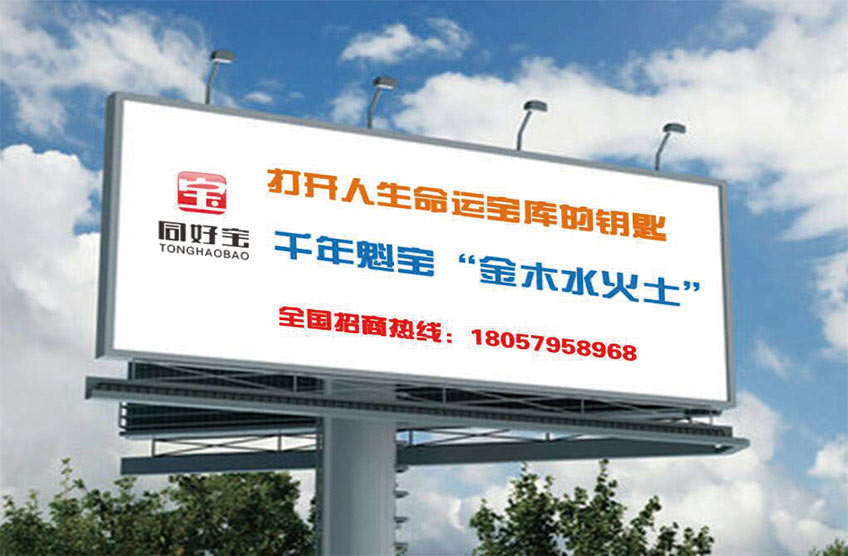 宝
同好宝
TONGHAOBAO
打开人生命运宝库的钥匙
千年魁宝“金木水火土”
全国招商热线：18057958968